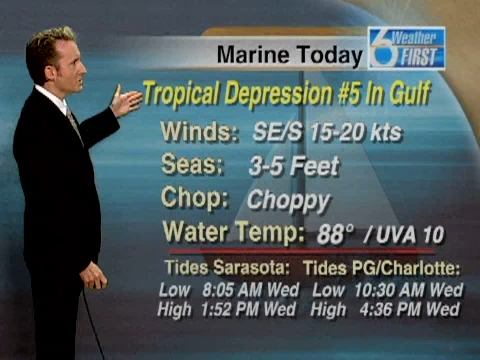 Marine Today
6 Weather
FIRST
Tropical Depression #5 In Gulf
Winds: SE/S 15-20 kts
Seas: 3-5 Feet
Chop: Choppy
Water Temp: 88° / UVA 10
Tides Sarasota: Tides PG/Charlotte:
Low 8:05 AM Wed Low 10:30 AM Wed
High 1:52 PM Wed High 4:36 PM Wed